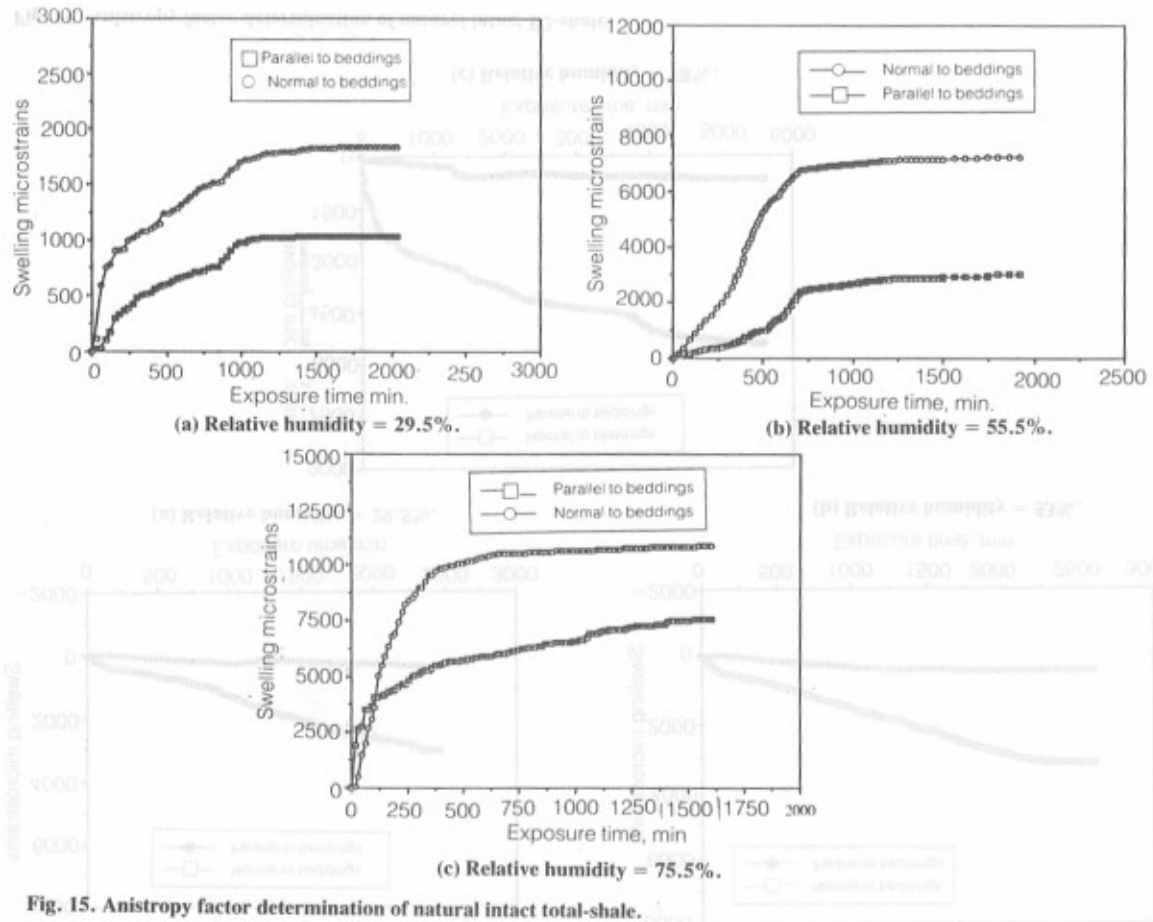 3000
2500
2000
1500
1000
500
0
Swelling microstrains
Parallel to beddings
Normal to beddings
0 500 1000 1500 2000 2500 3000
Exposure time min.
(a) Relative humidity = 29.5%.
12000
10000
8000
6000
4000
2000
0
Swelling microstrains
Normal to beddings
Parallel to beddings
0 500 1000 1500 2000 2500
Exposure time, min.
(b) Relative humidity = 55.5%.
15000
12500
10000
7500
5000
2500
0
Swelling microstrains
Parallel to beddings
Normal to beddings
0 250 500 750 1000 1250 1500 1750 2000
Exposure time, min
(c) Relative humidity = 75.5%.
Fig. 15. Anistropy factor determination of natural intact total-shale.